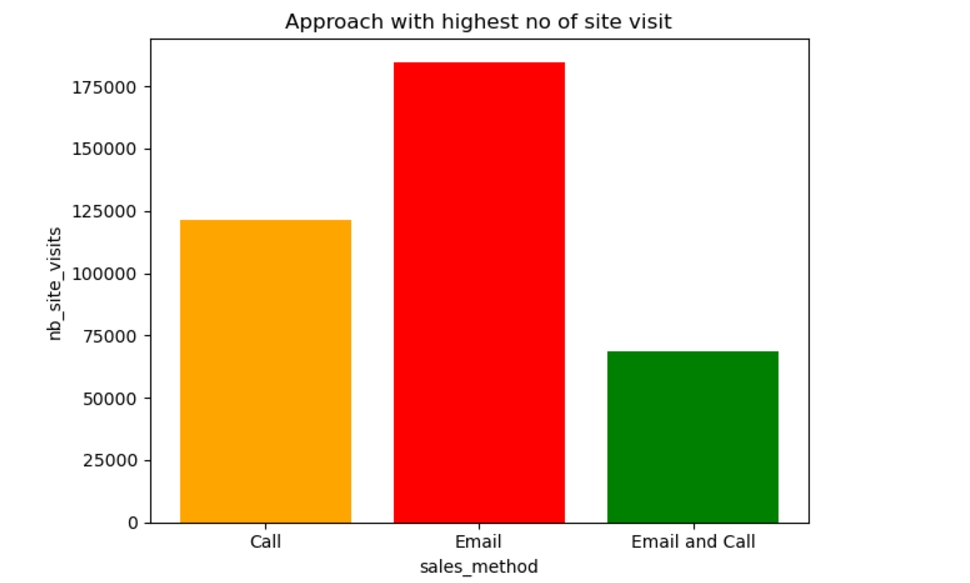 Approach with highest no of site visit
nb_site_visits
175000
150000
125000
100000
75000
50000
25000
0
Call
Email
Email and Call
sales_method